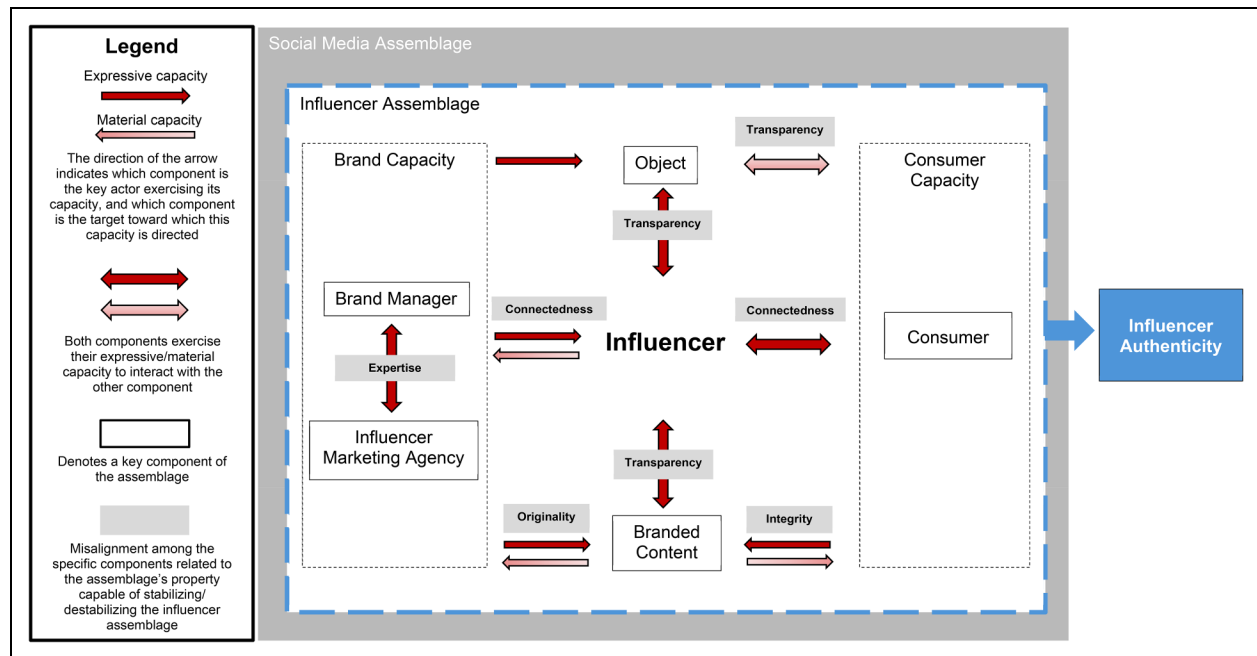 Legend
Expressive capacity
Material capacity
The direction of the arrow
indicates which component is
the key actor exercising its
capacity, and which component
is the target toward which this
capacity is directed
Both components exercise
their expressive/material
capacity to interact with the
other component
Denotes a key component of
the assemblage
Misalignment among the
specific components related to
the assemblage's property
capable of stabilizing/
destabilizing the influencer
assemblage
Social Media Assemblage
Influencer Assemblage
Brand Capacity
Object
Transparency
Consumer
Capacity
Transparency
Brand Manager
Connectedness
Connectedness
Influencer
Consumer
Expertise
Influencer
Marketing Agency
Transparency
Originality
Branded
Content
Integrity
Influencer
Authenticity